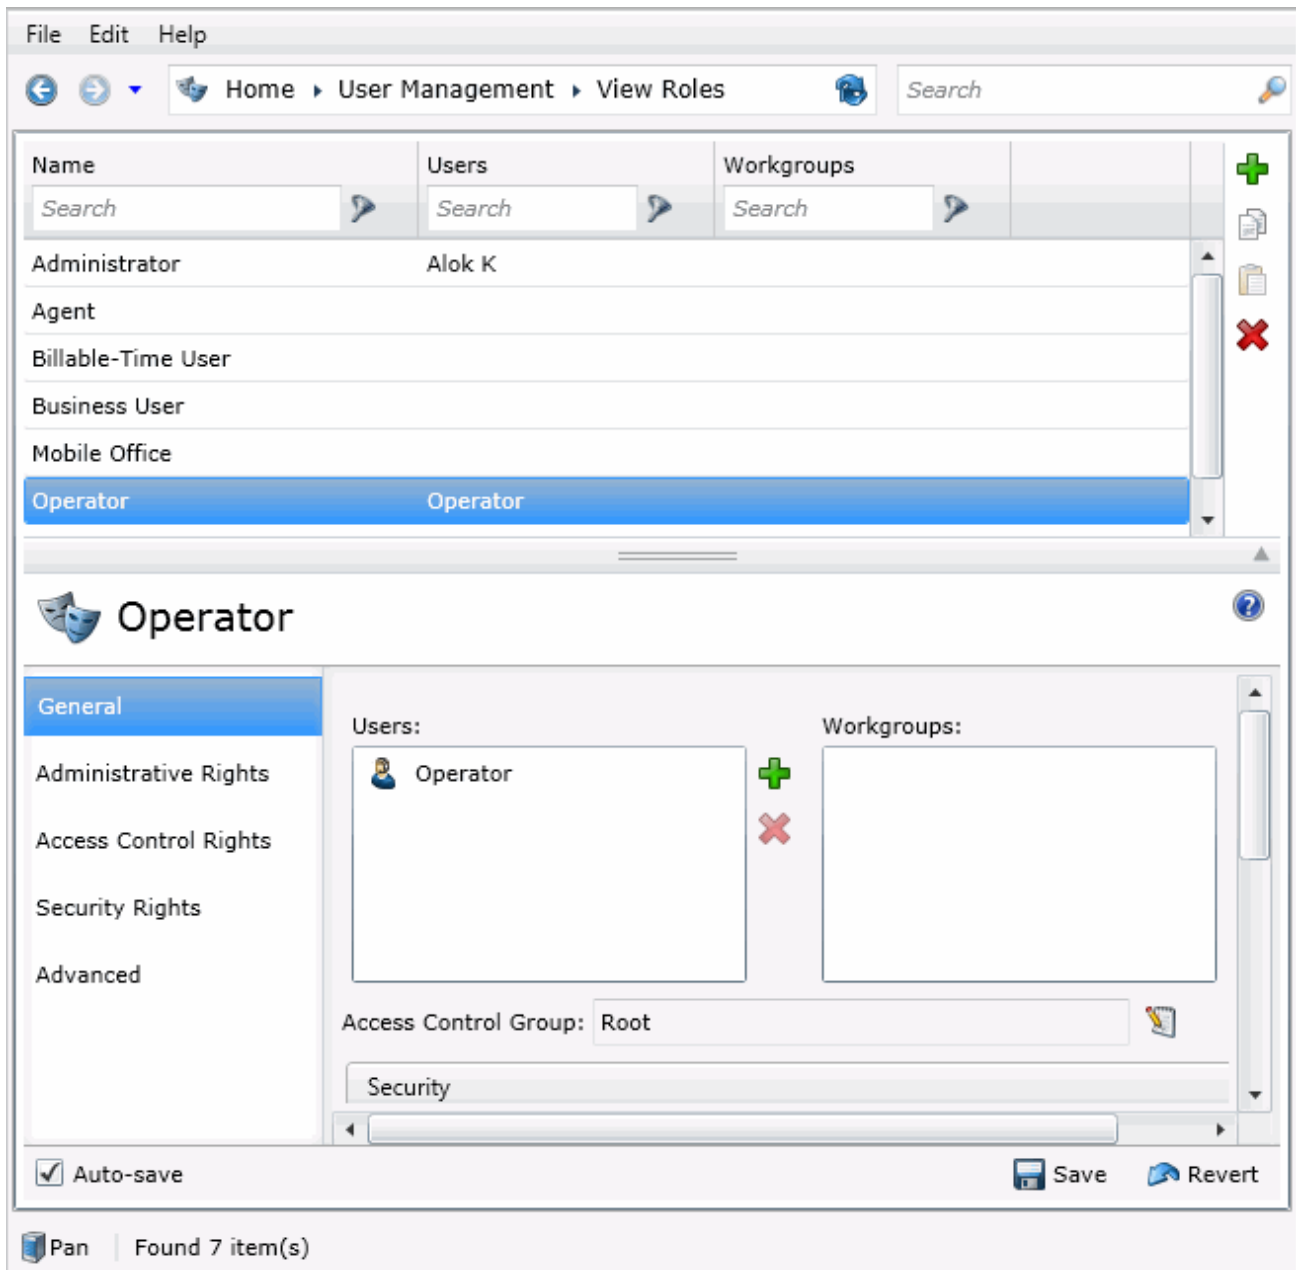 File Edit Help
Home User Management View Roles Search
Name Users Workgroups
Search Search Search
Administrator Alok K
Agent
Billable-Time User
Business User
Mobile Office
Operator Operator
Operator
General
Users: Workgroups:
Administrative Rights
Operator
Access Control Rights
Security Rights
Advanced
Access Control Group: Root
Security
Auto-save Save Revert
Pan Found 7 item(s)